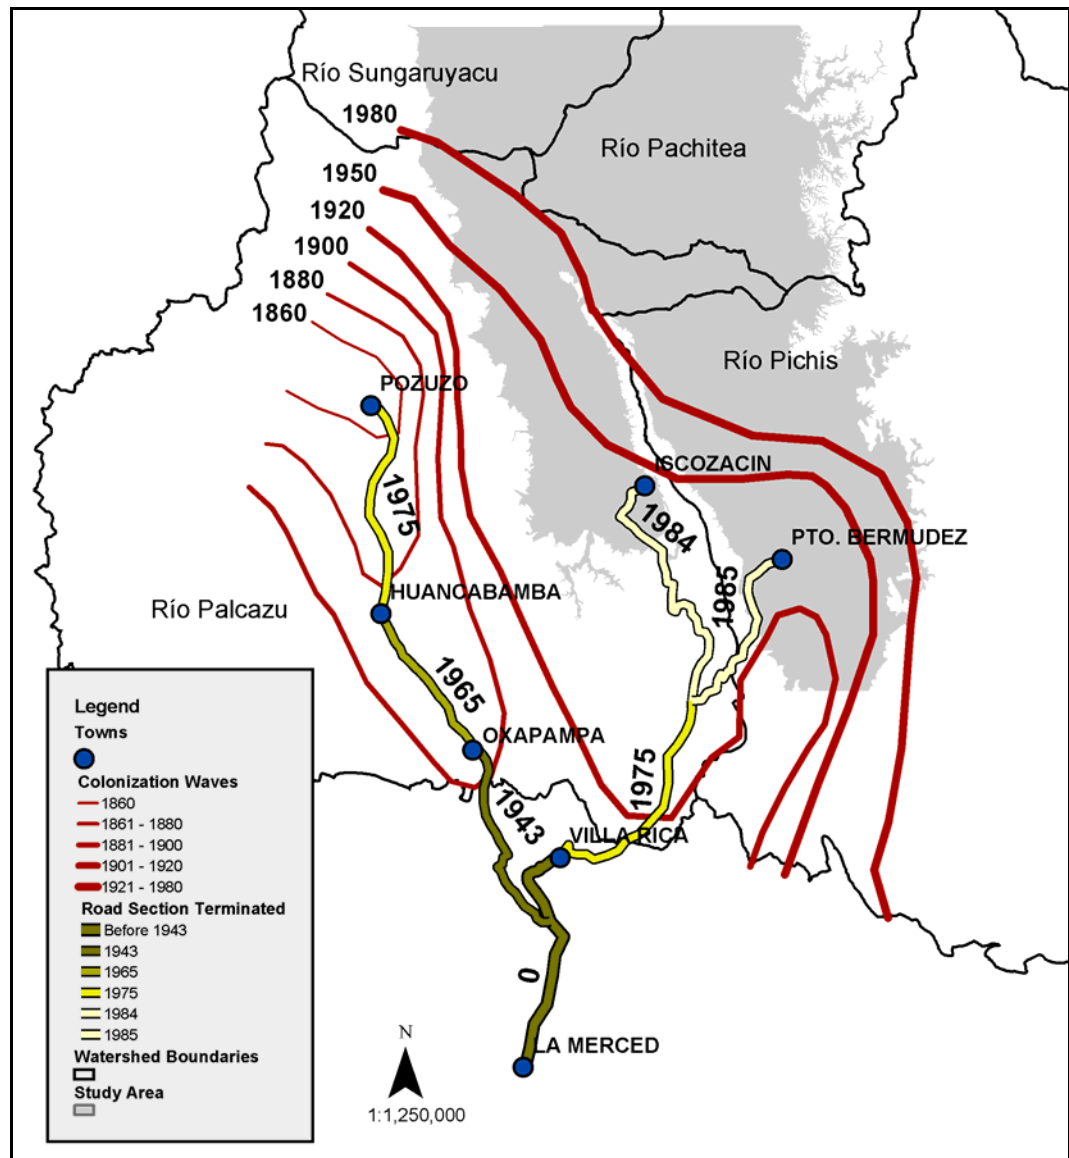 Río Sungaruyacu
1980
Río Pachitea
1950
1920
1900
1880
1860
Río Pichis
POZUZO
ISCOZACIN
1975
1984
PTO. BERMUDEZ
1985
HUANCABAMBA
Río Palcazu
1965
OXAPAMPA
1975
1943
VILLA RICA
0
LA MERCED
N
1:1,250,000
Legend
Towns
Colonization Waves
1860
1861 - 1880
1881 - 1900
1901 - 1920
1921 - 1980
Road Section Terminated
Before 1943
1943
1965
1975
1984
1985
Watershed Boundaries
Study Area